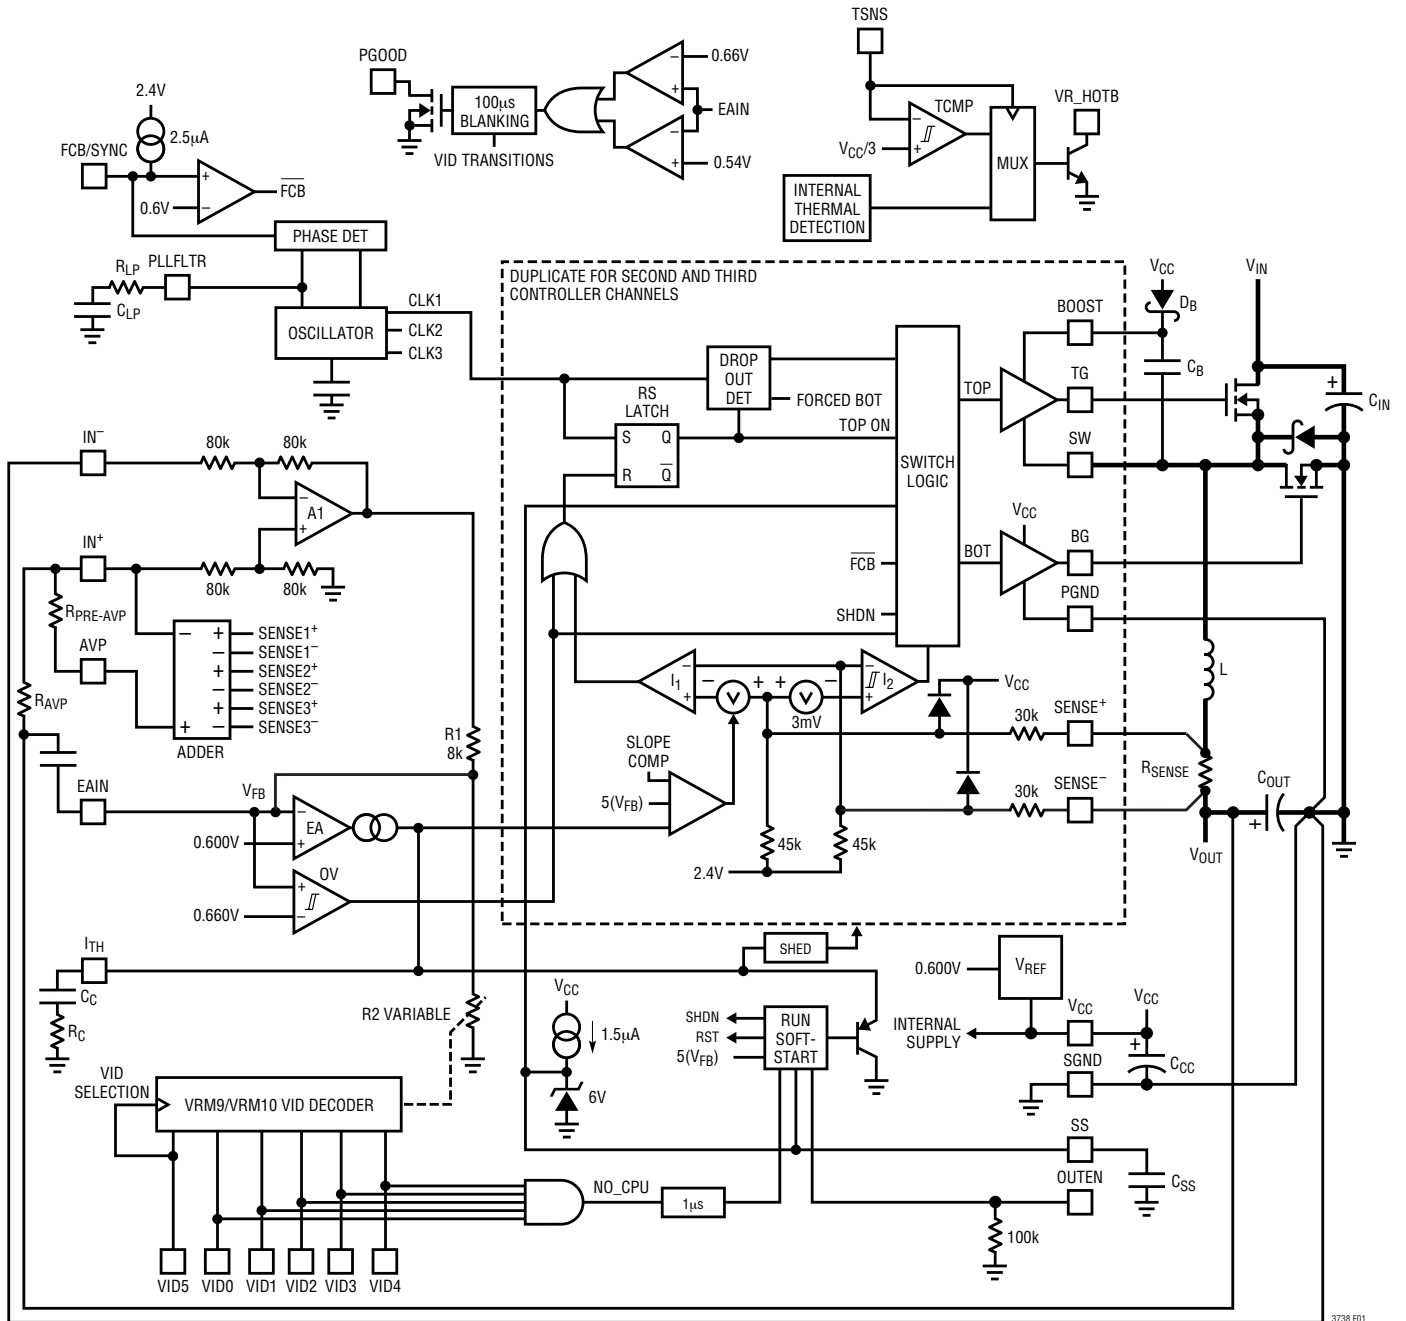 TSNS
PGOOD
0.66V
−
+
EAIN
−
+
0.54V
100µs
BLANKING
VID TRANSITIONS
TCMP
−
+
VCC/3
MUX
VR_HOTB
INTERNAL
THERMAL
DETECTION
2.4V
2.5µA
FCB/SYNC
+
−
FCB
0.6V
PHASE DET
RLP
PLLFLTR
CLP
OSCILLATOR
CLK1
CLK2
CLK3
DUPLICATE FOR SECOND AND THIRD
CONTROLLER CHANNELS
DROP
OUT
DET
FORCED BOT
RS
LATCH
S
Q
R
Q
TOP ON
SWITCH
LOGIC
TOP
BOT
FCB
SHDN
VCC
BOOST
TG
SW
BG
PGND
VCC
DB
CB
VIN
+
CIN
IN−
80k
80k
−
A1
+
IN+
80k
80k
RPRE-AVP
AVP
RAVP
−
+
+
−
+
−
+
−
SENSE1+
SENSE1−
SENSE2+
SENSE2−
SENSE3+
SENSE3−
ADDER
R1
8k
I1
−
+
−
V
+
+
V
−
3mV
−
I2
+
VCC
30k
SENSE+
30k
SENSE−
L
RSENSE
COUT
+
VOUT
SLOPE
COMP
5(VFB)
45k
45k
2.4V
EAIN
VFB
−
EA
+
0.600V
OV
+
−
0.660V
ITH
CC
RC
R2 VARIABLE
SHED
VCC
1.5µA
6V
SHDN
RST
5(VFB)
RUN
SOFT-
START
0.600V
VREF
INTERNAL
SUPPLY
VCC
VCC
+
CCC
SGND
SS
OUTEN
CSS
100k
VID
SELECTION
VRM9/VRM10 VID DECODER
NO_CPU
1µs
VID5
VID0
VID1
VID2
VID3
VID4
3738 F01